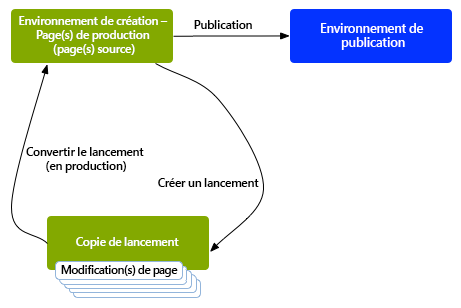 Environnement de création –
Page(s) de production
(page(s) source)
Publication
Environnement de
publication
Convertir le lancement
(en production)
Créer un lancement
Copie de lancement
Modification(s) de page